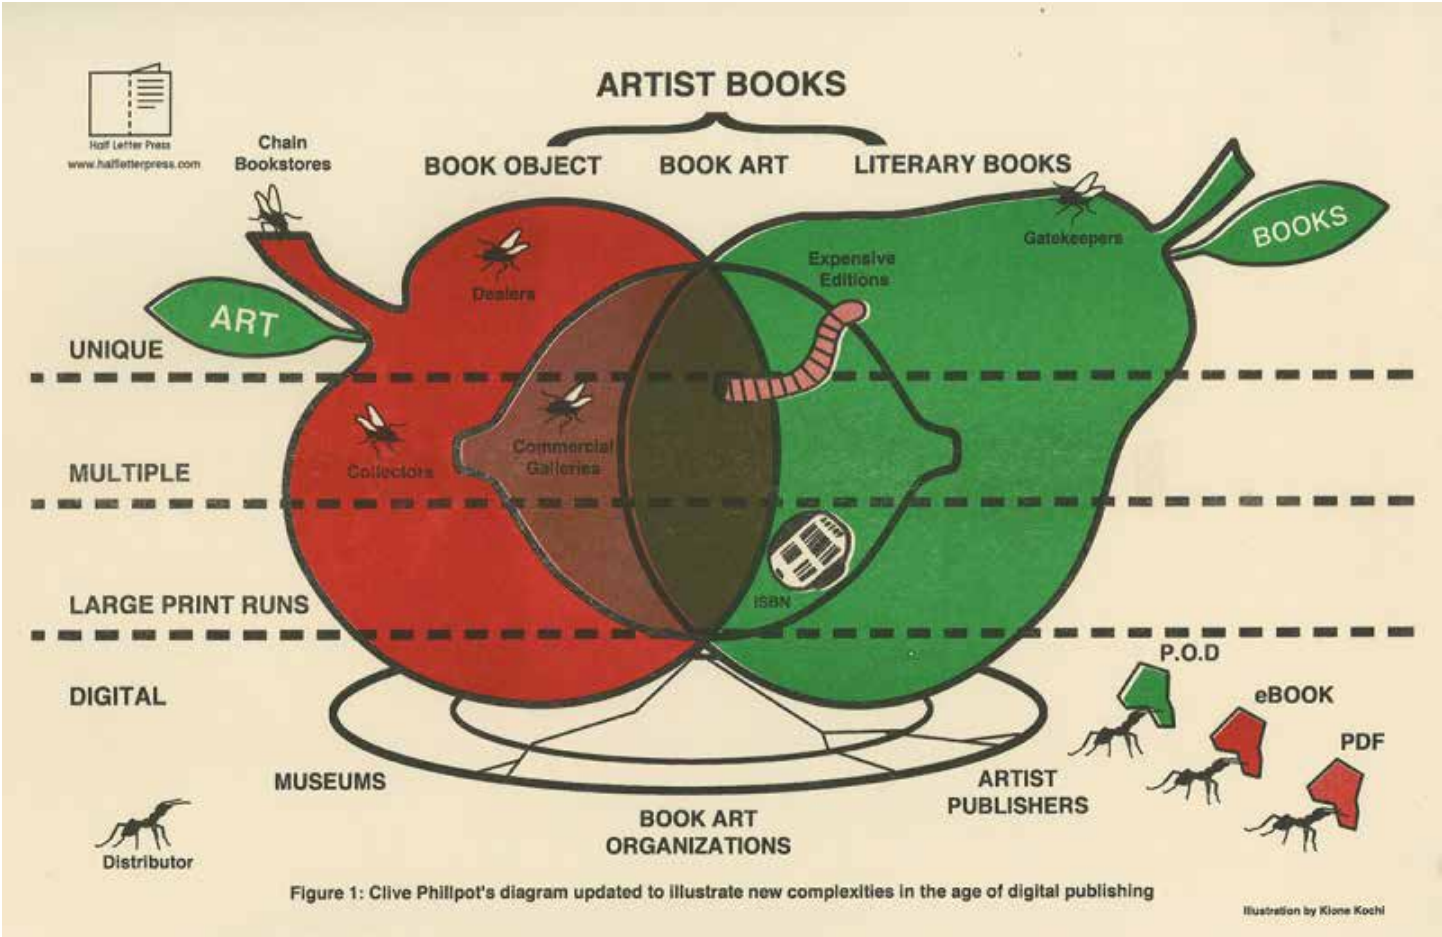 ARTIST BOOKS
Half Letter Press
www.halfletterpress.com
Chain
Bookstores
BOOK OBJECT
BOOK ART
LITERARY BOOKS
BOOKS
Gatekeepers
Expensive
Editions
Dealers
ART
UNIQUE
Commercial
Galleries
Collectors
MULTIPLE
ISBN
LARGE PRINT RUNS
P.O.D
DIGITAL
eBOOK
PDF
MUSEUMS
ARTIST
PUBLISHERS
BOOK ART
ORGANIZATIONS
Distributor
Figure 1: Clive Phillpot's diagram updated to illustrate new complexities in the age of digital publishing
Illustration by Kione Kochi